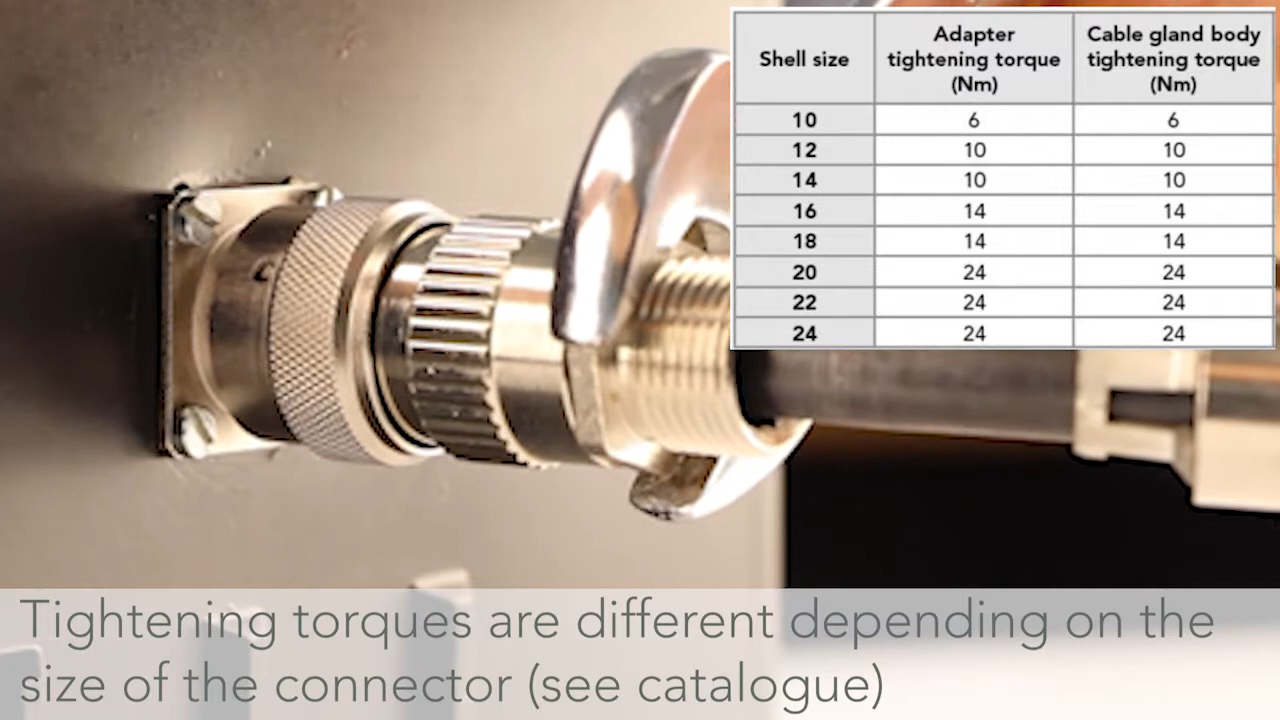 Shell size Adapter tightening torque (Nm) Cable gland body tightening torque (Nm)
10 6 6
12 10 10
14 10 10
16 14 14
18 14 14
20 24 24
22 24 24
24 24 24
Tightening torques are different depending on the
size of the connector (see catalogue)